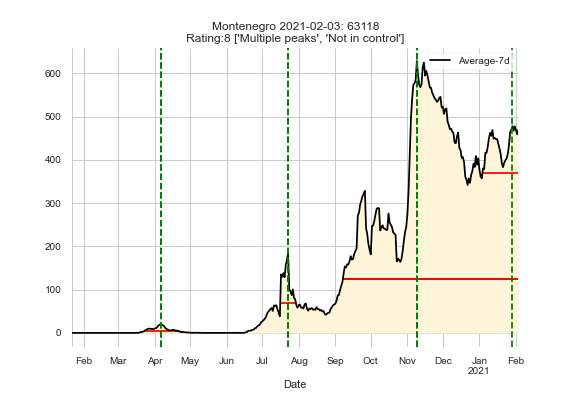 Montenegro 2021-02-03: 63118
Rating:8 ['Multiple peaks', 'Not in control']
Average-7d
600
500
400
300
200
100
0
Feb Mar Apr May Jun Jul Aug Sep Oct Nov Dec Jan Feb
2021
Date